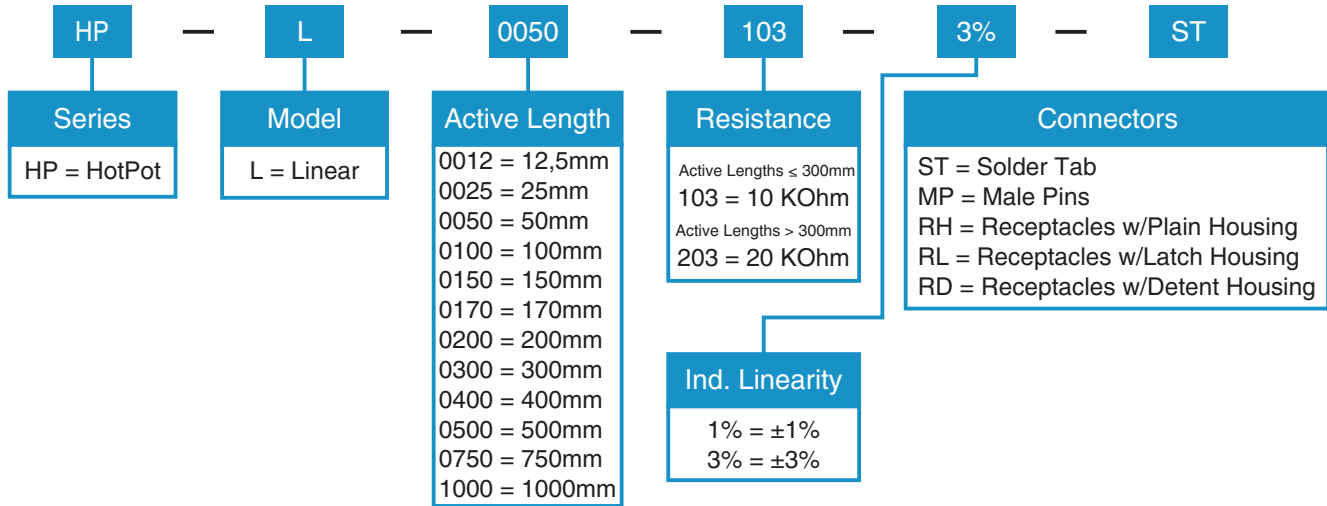 HP — L — 0050 — 103 — 3% — ST
Series
HP = HotPot
Model
L = Linear
Active Length
0012 = 12,5mm
0025 = 25mm
0050 = 50mm
0100 = 100mm
0150 = 150mm
0170 = 170mm
0200 = 200mm
0300 = 300mm
0400 = 400mm
0500 = 500mm
0750 = 750mm
1000 = 1000mm
Resistance
Active Lengths ≤ 300mm
103 = 10 KOhm
Active Lengths > 300mm
203 = 20 KOhm
Ind. Linearity
1% = ±1%
3% = ±3%
Connectors
ST = Solder Tab
MP = Male Pins
RH = Receptacles w/Plain Housing
RL = Receptacles w/Latch Housing
RD = Receptacles w/Detent Housing